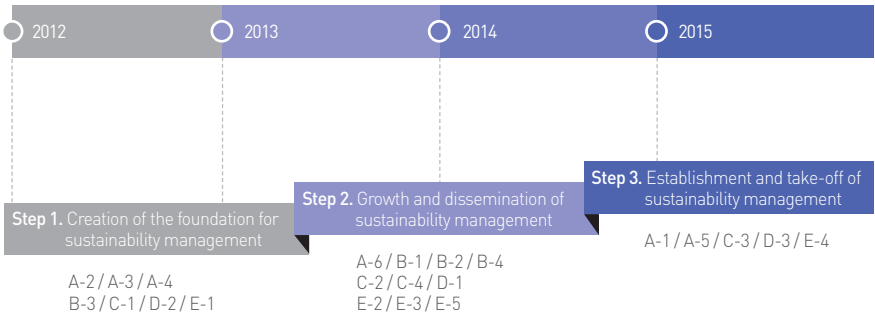 2012
2013
2014
2015
Step 1. Creation of the foundation for
sustainability management
A-2 / A-3 / A-4
B-3 / C-1 / D-2 / E-1
Step 2. Growth and dissemination of
sustainability management
A-6 / B-1 / B-2 / B-4
C-2 / C-4 / D-1
E-2 / E-3 / E-5
Step 3. Establishment and take-off of
sustainability management
A-1 / A-5 / C-3 / D-3 / E-4